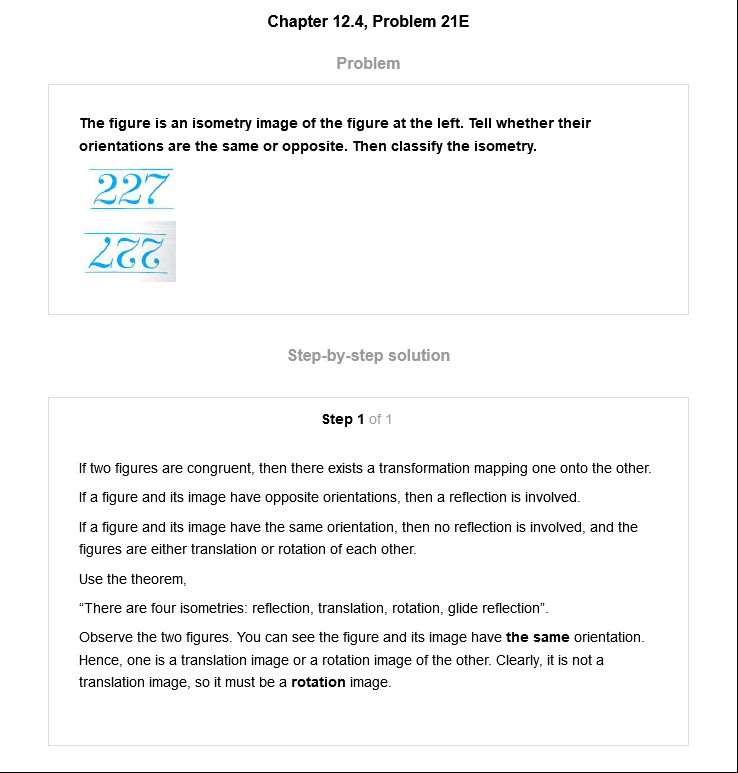 Chapter 12.4, Problem 21E
Problem
The figure is an isometry image of the figure at the left. Tell whether their
orientations are the same or opposite. Then classify the isometry.
227
227
Step-by-step solution
Step 1 of 1
If two figures are congruent, then there exists a transformation mapping one onto the other.
If a figure and its image have opposite orientations, then a reflection is involved.
If a figure and its image have the same orientation, then no reflection is involved, and the
figures are either translation or rotation of each other.
Use the theorem,
“There are four isometries: reflection, translation, rotation, glide reflection”.
Observe the two figures. You can see the figure and its image have the same orientation.
Hence, one is a translation image or a rotation image of the other. Clearly, it is not a
translation image, so it must be a rotation image.